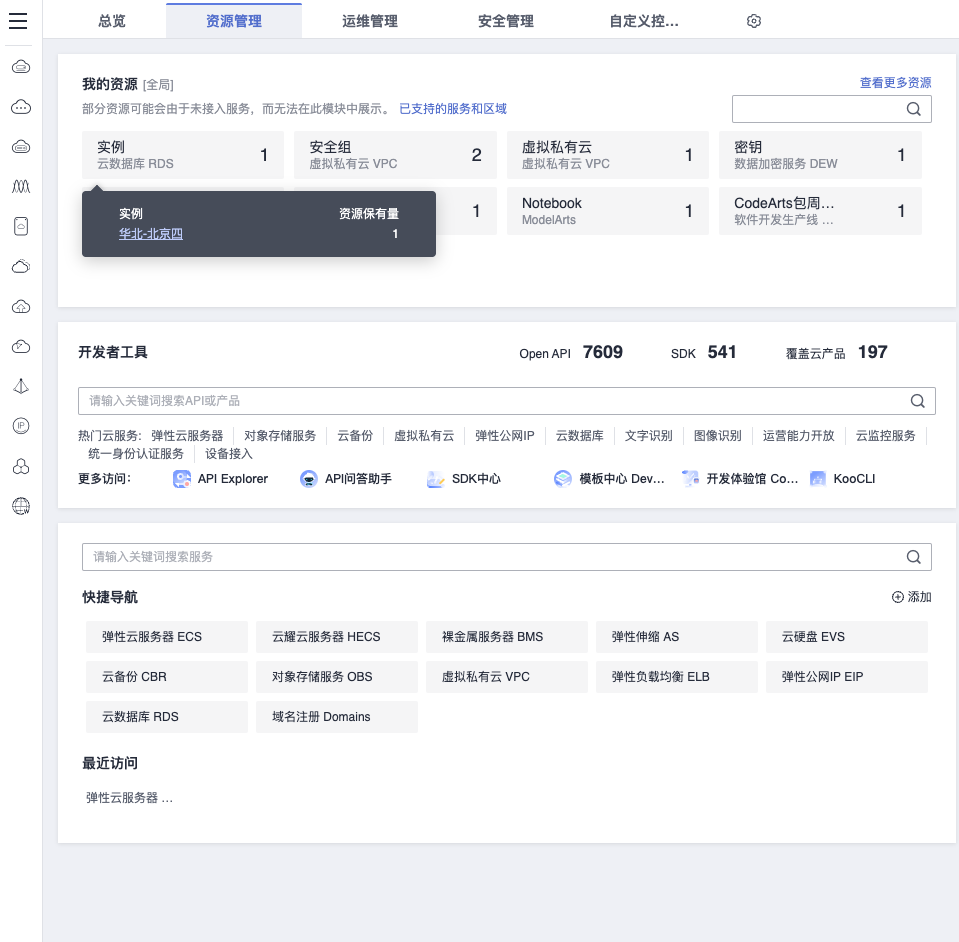 总览 资源管理 运维管理 安全管理 自定义控...
我的资源 [全局] 查看更多资源
部分资源可能会由于未接入服务，而无法在此模块中展示。 已支持的服务和区域
实例 云数据库 RDS 1
安全组 虚拟私有云 VPC 2
虚拟私有云 虚拟私有云 VPC 1
密钥 数据加密服务 DEW 1
实例 资源保有量
华北-北京四 1
1
Notebook ModelArts 1
CodeArts包周... 软件开发生产线 ... 1
开发者工具 Open API 7609 SDK 541 覆盖云产品 197
请输入关键词搜索API或产品
热门云服务： 弹性云服务器 对象存储服务 云备份 虚拟私有云 弹性公网IP 云数据库 文字识别 图像识别 运营能力开放 云监控服务
统一身份认证服务 设备接入
更多访问： API Explorer API问答助手 SDK中心 模板中心 Dev... 开发体验馆 Co... KooCLI
请输入关键词搜索服务
快捷导航 添加
弹性云服务器 ECS 云耀云服务器 HECS 裸金属服务器 BMS 弹性伸缩 AS 云硬盘 EVS
云备份 CBR 对象存储服务 OBS 虚拟私有云 VPC 弹性负载均衡 ELB 弹性公网IP EIP
云数据库 RDS 域名注册 Domains
最近访问
弹性云服务器 ...